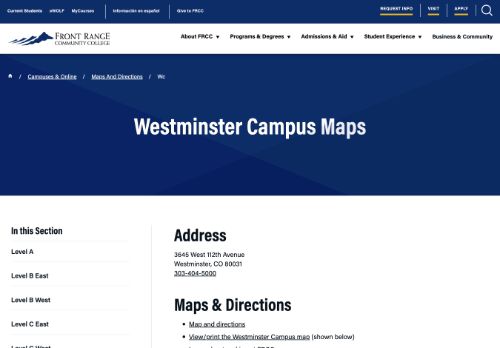 Current Students eWOLF MyCourses Información en español Give to FRCC REQUEST INFO VISIT APPLY
FRONT RANGE
COMMUNITY COLLEGE
About FRCC ▼ Programs & Degrees ▼ Admissions & Aid ▼ Student Experience ▼ Business & Community
/ Campuses & Online / Maps And Directions / We
Westminster Campus Maps
In this Section
Level A
Level B East
Level B West
Level C East
Level C West
Address
3645 West 112th Avenue
Westminster, CO 80031
303-404-5000
Maps & Directions
• Map and directions
• View/print the Westminster Campus map (shown below)